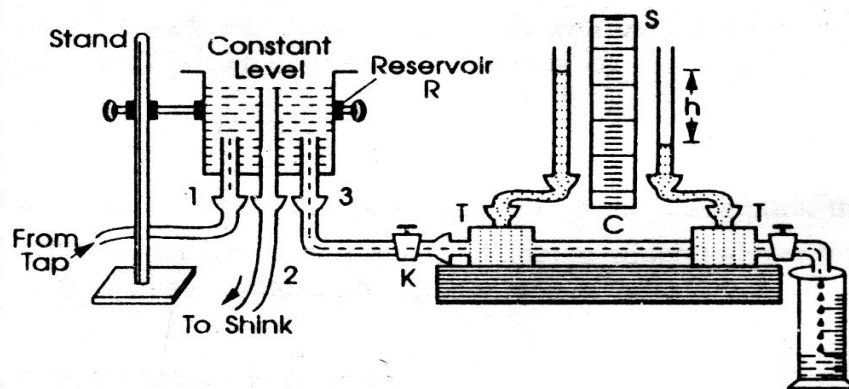 Stand
Constant
Level
Reservoir
R
S
h
1
3
From
Tap
T
T
C
K
2
To Shink